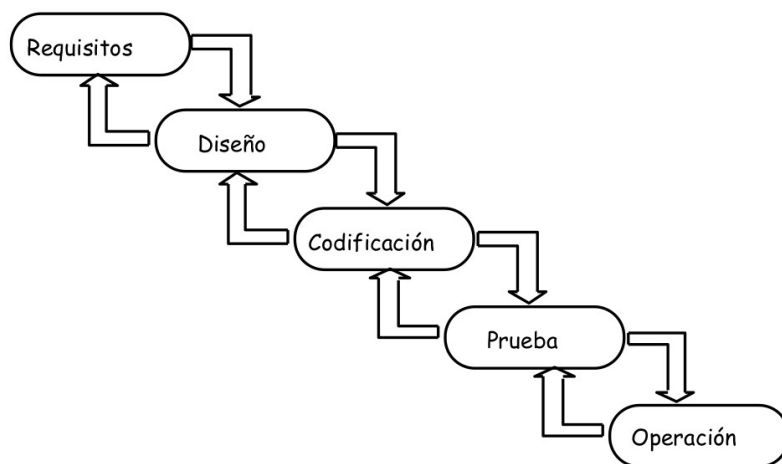 Requisitos
Diseño
Codificación
Prueba
Operación